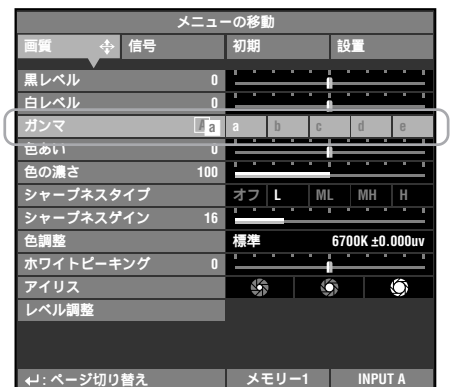 メニューの移動
画質 信号 初期 設置
黒レベル 0
白レベル 0
ガンマ Aa a b c d e
色あい 0
色の濃さ 100
シャープネスタイプ オフ L ML MH H
シャープネスゲイン 16
色調整 標準 6700K ±0.000uv
ホワイトピーキング 0
アイリス
レベル調整
↵: ページ切り替え メモリー1 INPUT A